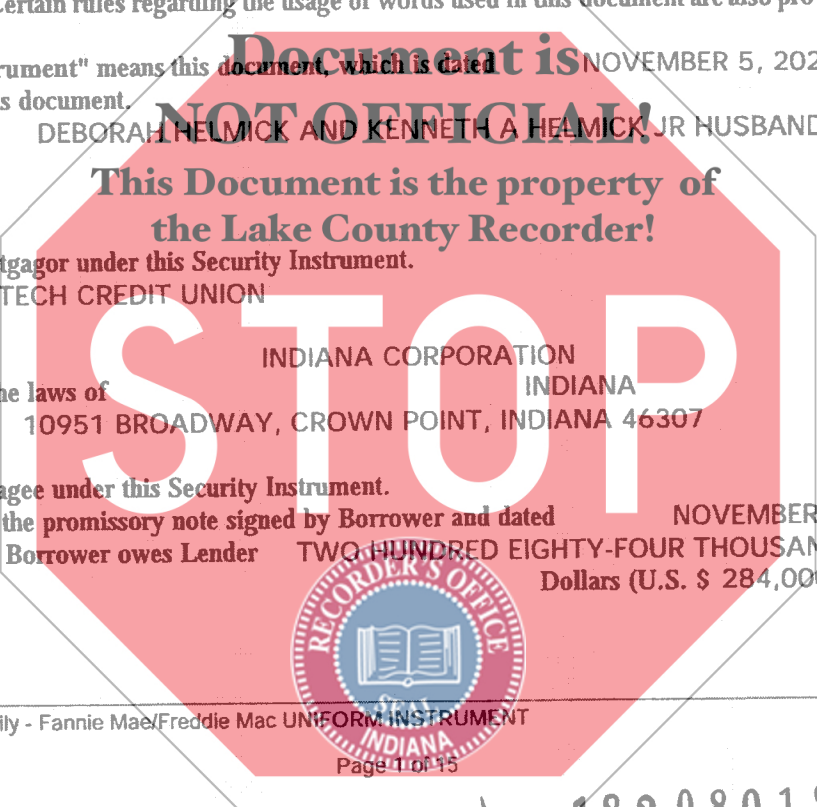 Certain rules regarding the usage of words used in this document are also pro
Document is
rument" means this document, which is dated NOVEMBER 5, 202
s document.
NOT OFFICIAL!
DEBORAH HELMICK AND KENNETH A HELMICK JR HUSBAND
This Document is the property of
the Lake County Recorder!
tgagor under this Security Instrument.
TECH CREDIT UNION
STOP
INDIANA CORPORATION
he laws of INDIANA
10951 BROADWAY, CROWN POINT, INDIANA 46307
agee under this Security Instrument.
the promissory note signed by Borrower and dated NOVEMBER
Borrower owes Lender TWO HUNDRED EIGHTY-FOUR THOUSAN
Dollars (U.S. $ 284,00
RECORDER'S OFFICE
SEAL
INDIANA
ily - Fannie Mae/Freddie Mac UNIFORM INSTRUMENT
Page 1 of 15